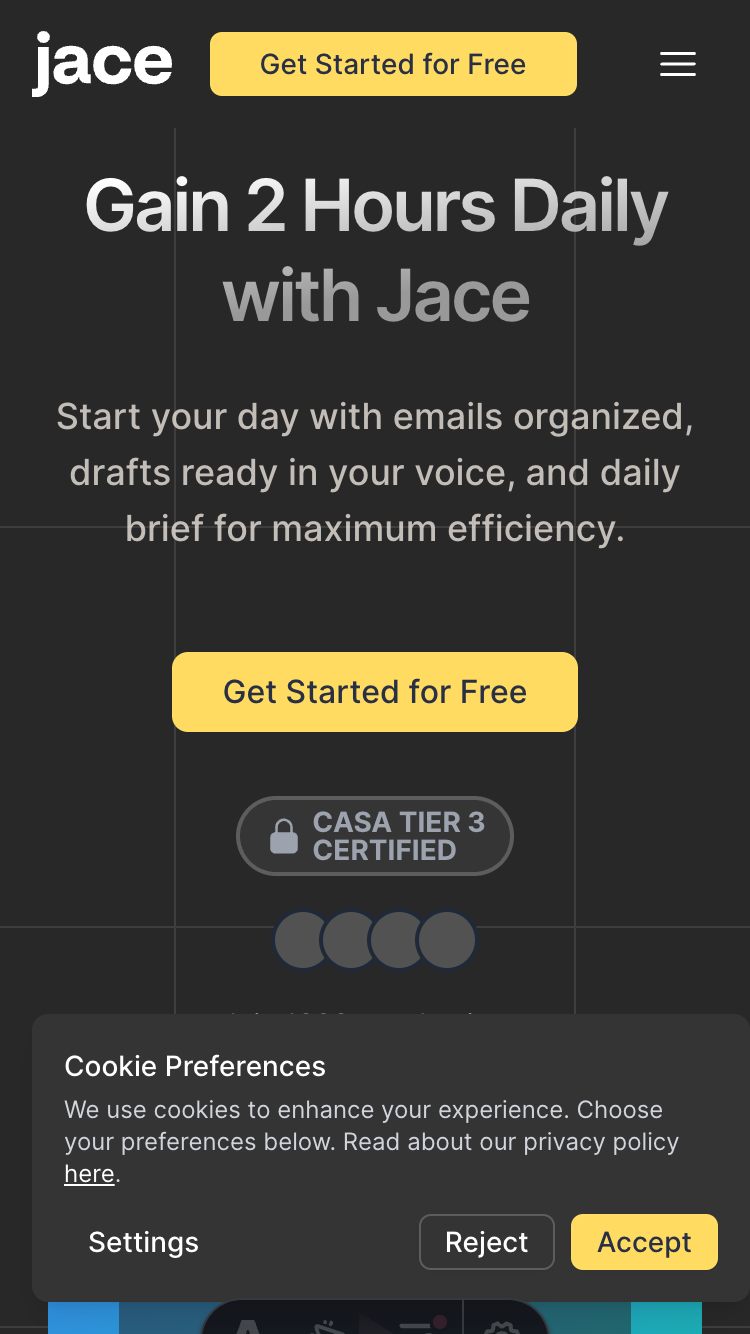 jace
Get Started for Free
Gain 2 Hours Daily
with Jace
Start your day with emails organized,
drafts ready in your voice, and daily
brief for maximum efficiency.
Get Started for Free
CASA TIER 3
CERTIFIED
Cookie Preferences
We use cookies to enhance your experience. Choose
your preferences below. Read about our privacy policy
here.
Settings
Reject
Accept